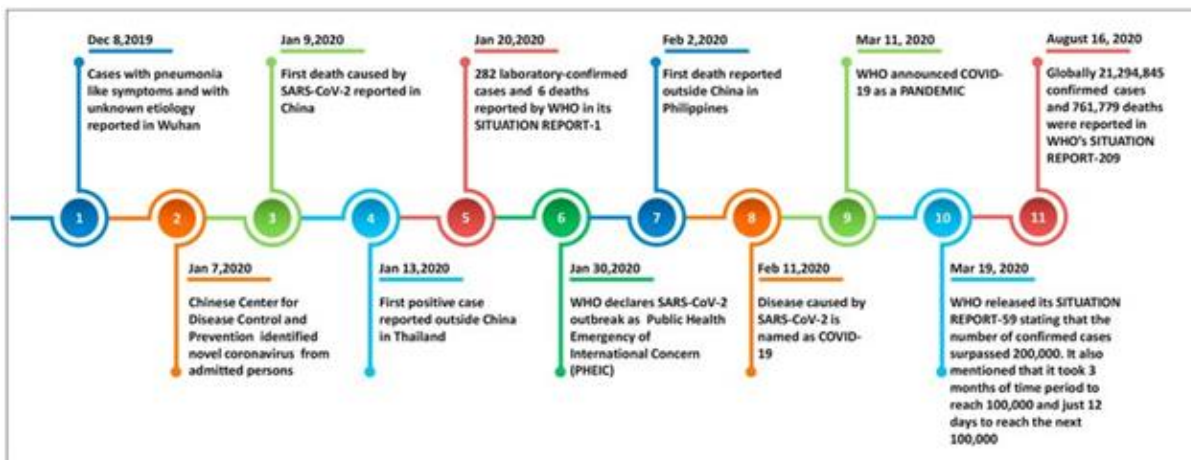 Dec 8,2019
Cases with pneumonia
like symptoms and with
unknown etiology
reported in Wuhan
Jan 9,2020
First death caused by
SARS-CoV-2 reported in
China
Jan 20,2020
282 laboratory-confirmed
cases and 6 deaths
reported by WHO in its
SITUATION REPORT-1
Feb 2,2020
First death reported
outside China in
Philippines
Mar 11, 2020
WHO announced COVID-
19 as a PANDEMIC
August 16, 2020
Globally 21,294,845
confirmed cases
and 761,779 deaths
were reported in
WHO's SITUATION
REPORT-209
1
2
3
4
5
6
7
8
9
10
11
Jan 7,2020
Chinese Center for
Disease Control and
Prevention identified
novel coronavirus from
admitted persons
Jan 13,2020
First positive case
reported outside China
in Thailand
Jan 30,2020
WHO declares SARS-CoV-2
outbreak as Public Health
Emergency of
International Concern
(PHEIC)
Feb 11,2020
Disease caused by
SARS-CoV-2 is
named as COVID-
19
Mar 19, 2020
WHO released its SITUATION
REPORT-59 stating that the
number of confirmed cases
surpassed 200,000. It also
mentioned that it took 3
months of time period to
reach 100,000 and just 12
days to reach the next
100,000